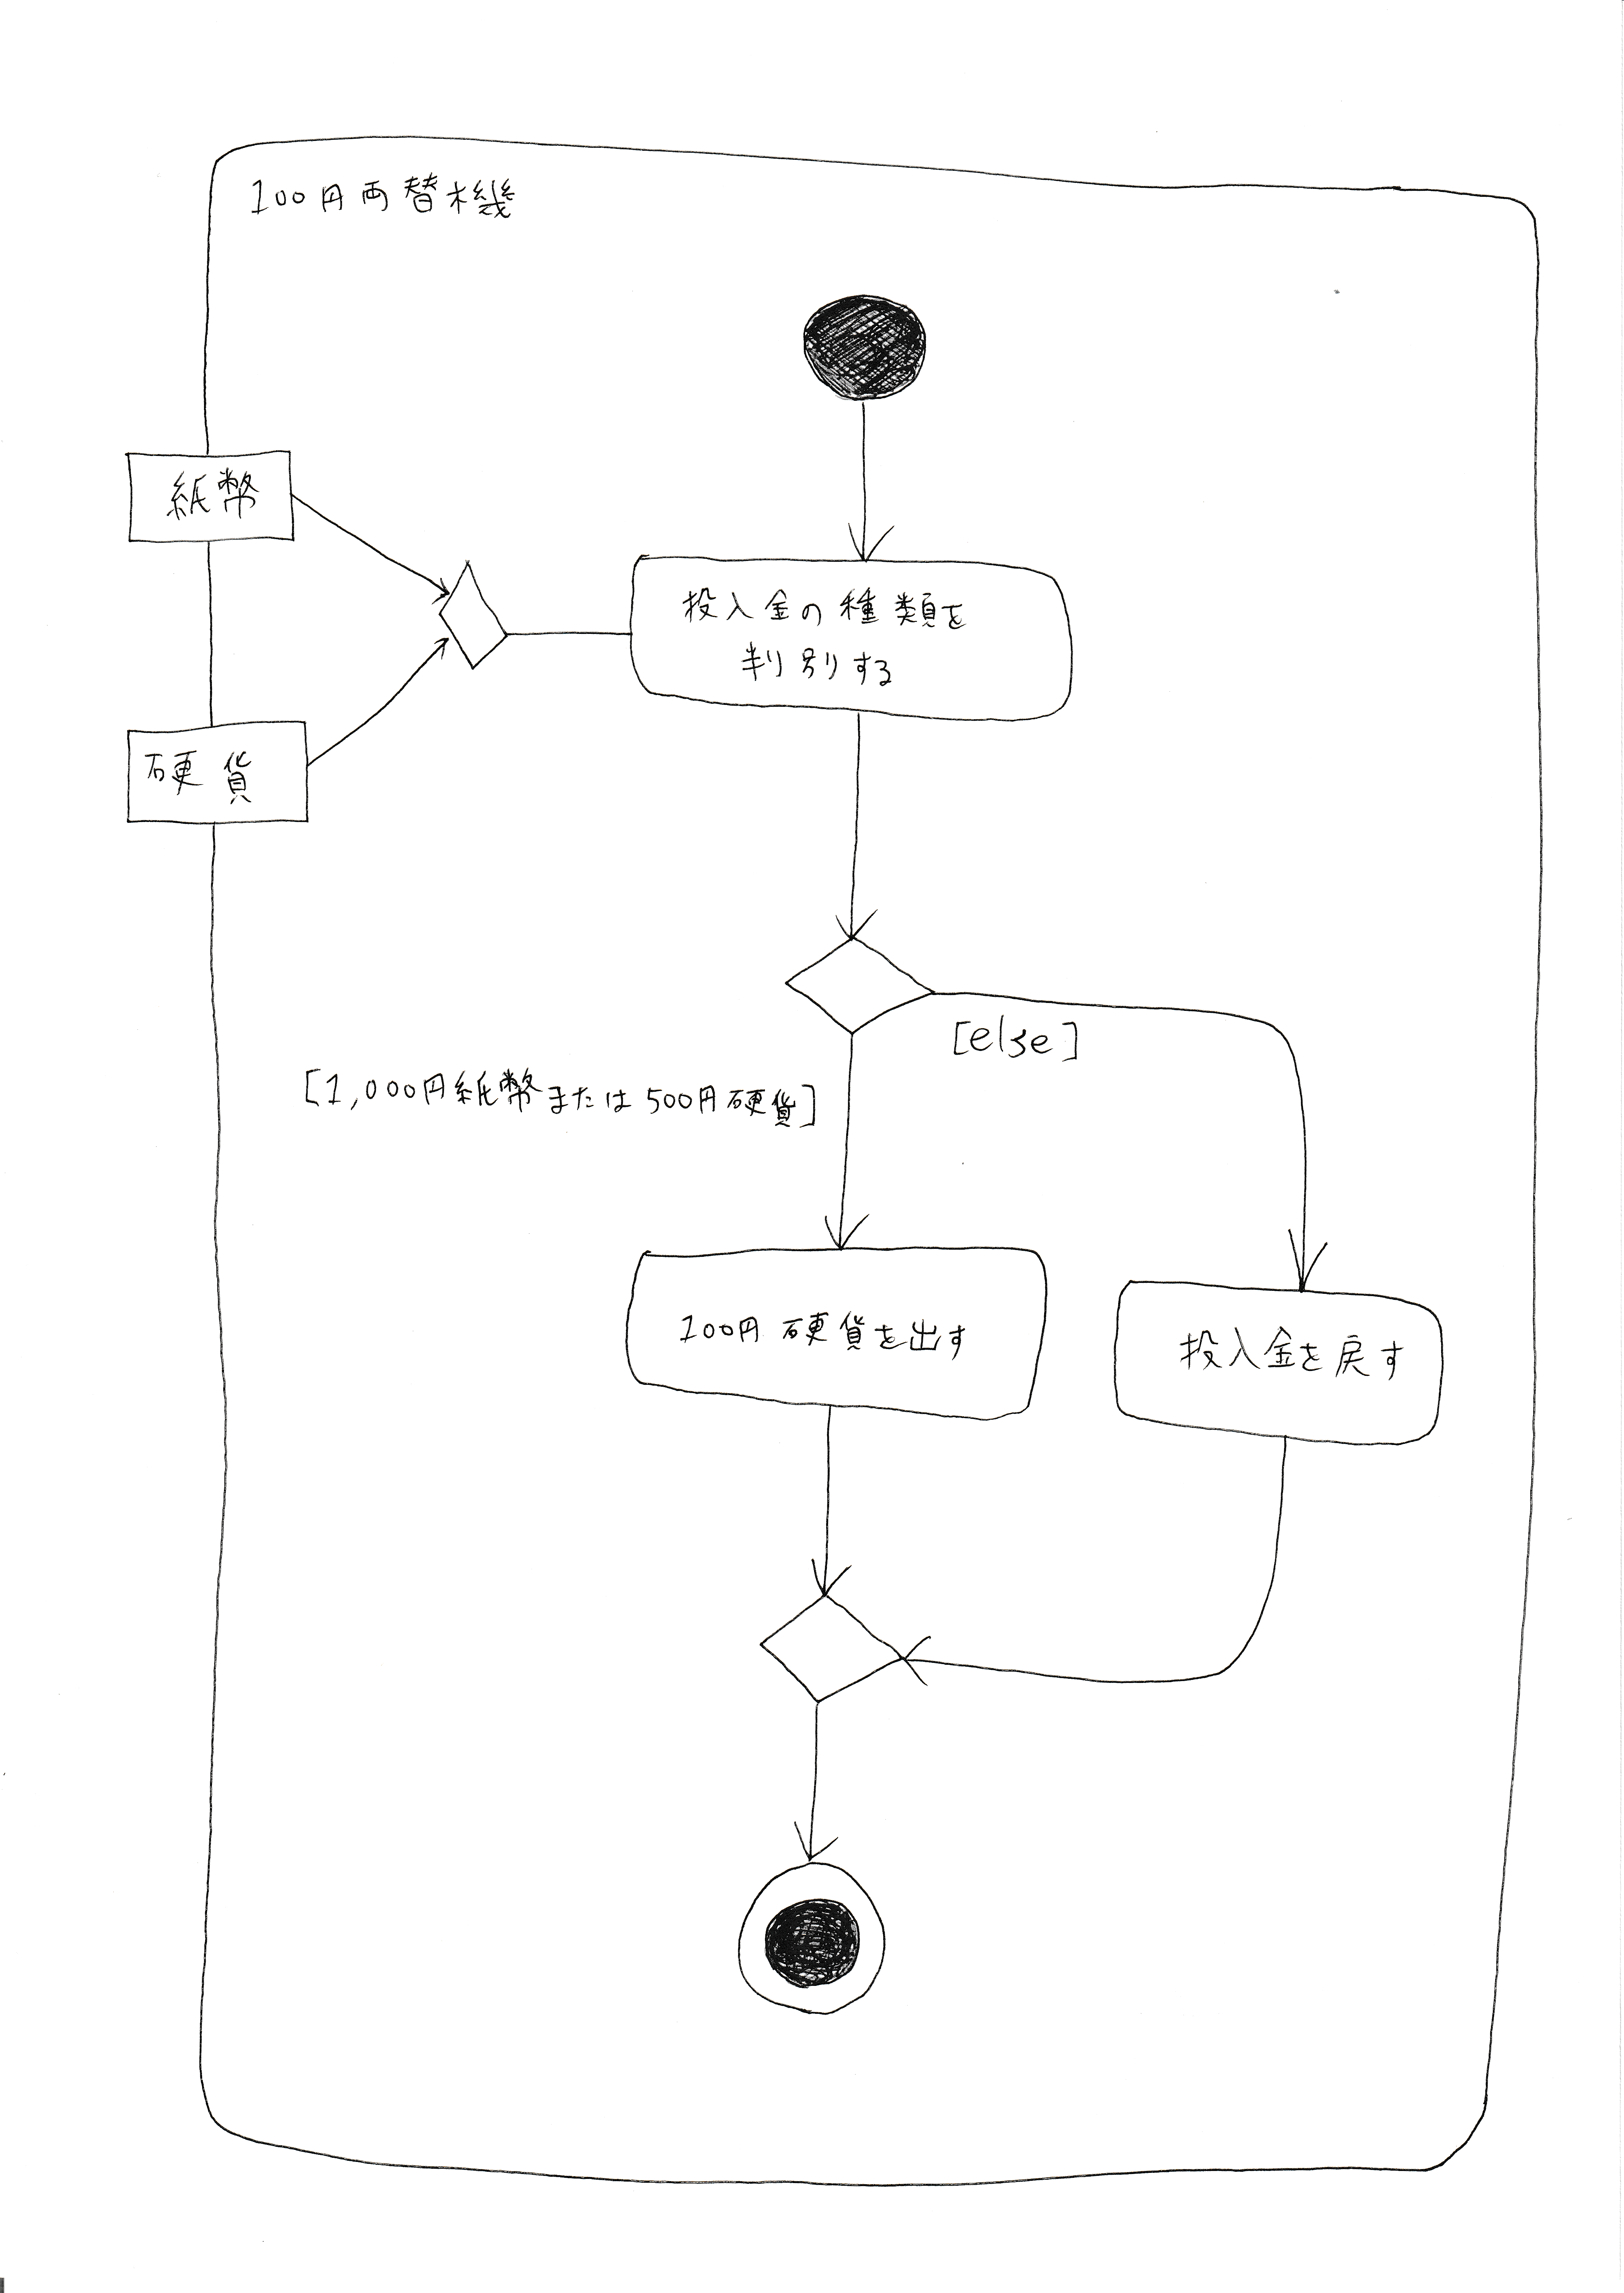 100円両替機
紙幣
投入金の種類を
判別する
硬貨
[else]
[1,000円紙幣または500円硬貨]
100円硬貨を出す
投入金を戻す